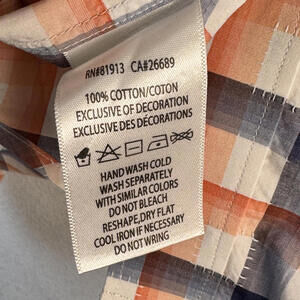 RN#81913 CA#26689
100% COTTON/COTON
EXCLUSIVE OF DECORATION
EXCLUSIVE DES DÉCORATIONS
HAND WASH COLD
WASH SEPARATELY
WITH SIMILAR COLORS
DO NOT BLEACH
RESHAPE,DRY FLAT
COOL IRON IF NECESSARY
DO NOT WRING